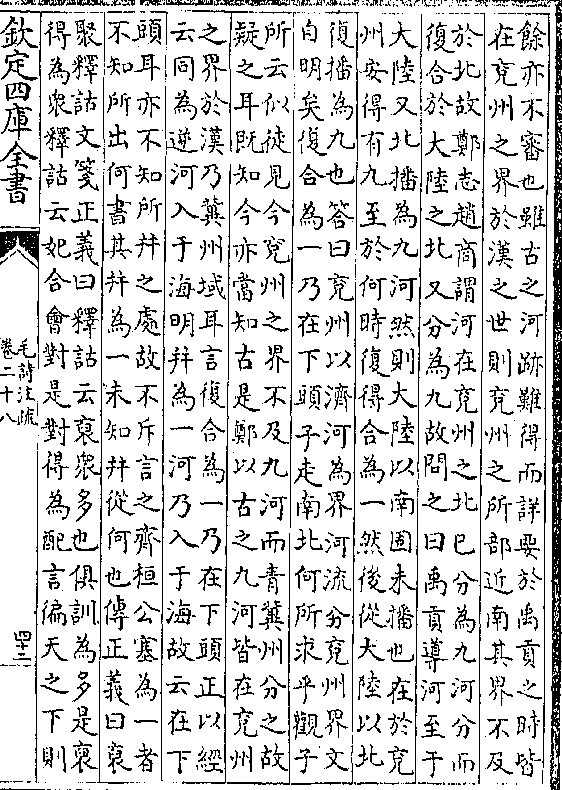 餘亦不審也雖古之河跡難得而詳要於禹貢之時皆
在兖州之界於漢之世則兖州之所部近南其界不及
於北故鄭志趙商謂河在兖州之北已分為九河分而
復合於大陸之北又分為九故問之曰禹貢導河至于
大陸又北播為九河然則大陸以南固未播也在於兖
州安得有九至於何時復得合為一然後從大陸以北
復播為九也答曰兖州以濟河為界河流分兖州界文
自明矣復合為一乃在下頭子走南北何所求乎觀子
所云似徒見今兖州之界不及九河而青冀州分之故
疑之耳既知今亦當知古是鄭以古之九河皆在兖州
之界於漢乃冀州域耳言復合為一乃在下頭正以經
云同為逆河入于海明并為一河乃入于海故云在下
頭耳亦不知所并之處故不斥言之齊桓公塞為一者
不知所出何書其并為一未知并從何也傳正義曰裒
聚釋詁文箋正義曰釋詁云裒衆多也俱訓為多是裒
得為衆釋詁云妃合會對是對得為配言徧天之下則
欽定四庫全書
毛詩注疏
卷二十八
四十二